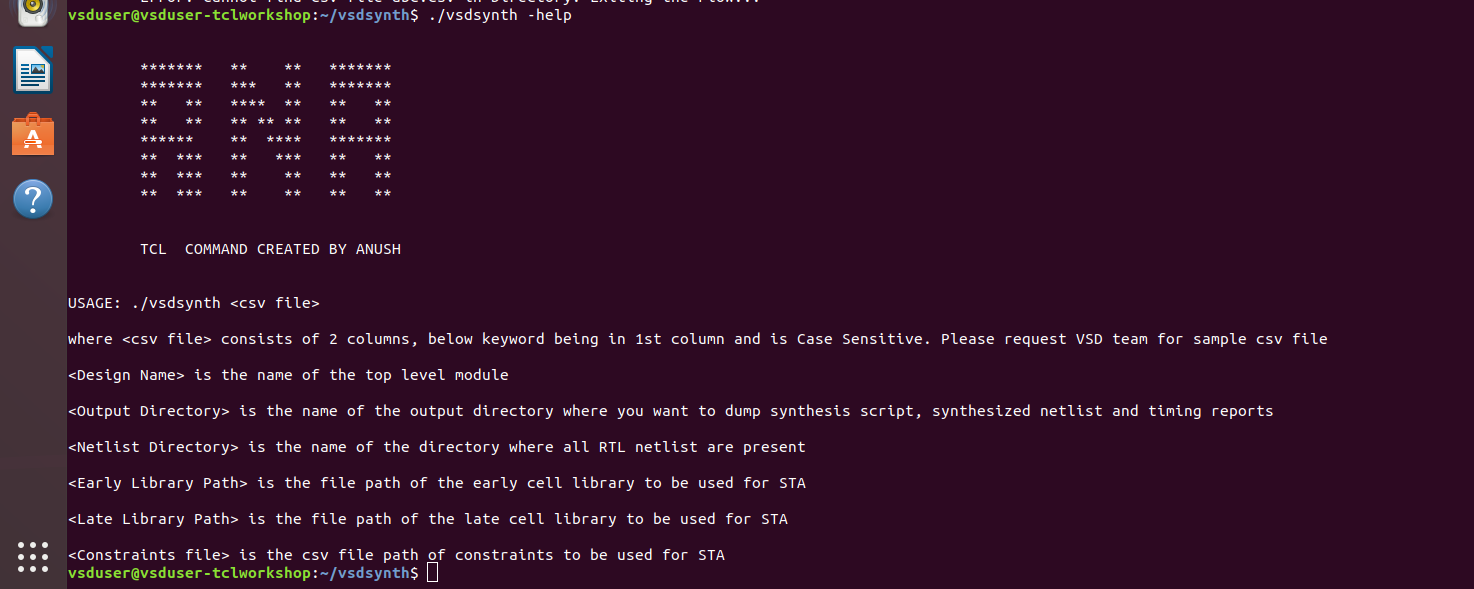 Error: cannot find csv file
vsduser@vsduser-tclworkshop:~/vsdsynth$ ./vsdsynth -help
*******   **    **   *******
*******   ***   **   *******
**   **   ****  **   **   **
**   **   ** ** **   **   **
******    **  ****   *******
**  ***   **   ***   **   **
**  ***   **    **   **   **
**  ***   **    **   **   **
TCL  COMMAND CREATED BY ANUSH
USAGE: ./vsdsynth <csv file>
where <csv file> consists of 2 columns, below keyword being in 1st column and is Case Sensitive. Please request VSD team for sample csv file
<Design Name> is the name of the top level module
<Output Directory> is the name of the output directory where you want to dump synthesis script, synthesized netlist and timing reports
<Netlist Directory> is the name of the directory where all RTL netlist are present
<Early Library Path> is the file path of the early cell library to be used for STA
<Late Library Path> is the file path of the late cell library to be used for STA
<Constraints file> is the csv file path of constraints to be used for STA
vsduser@vsduser-tclworkshop:~/vsdsynth$